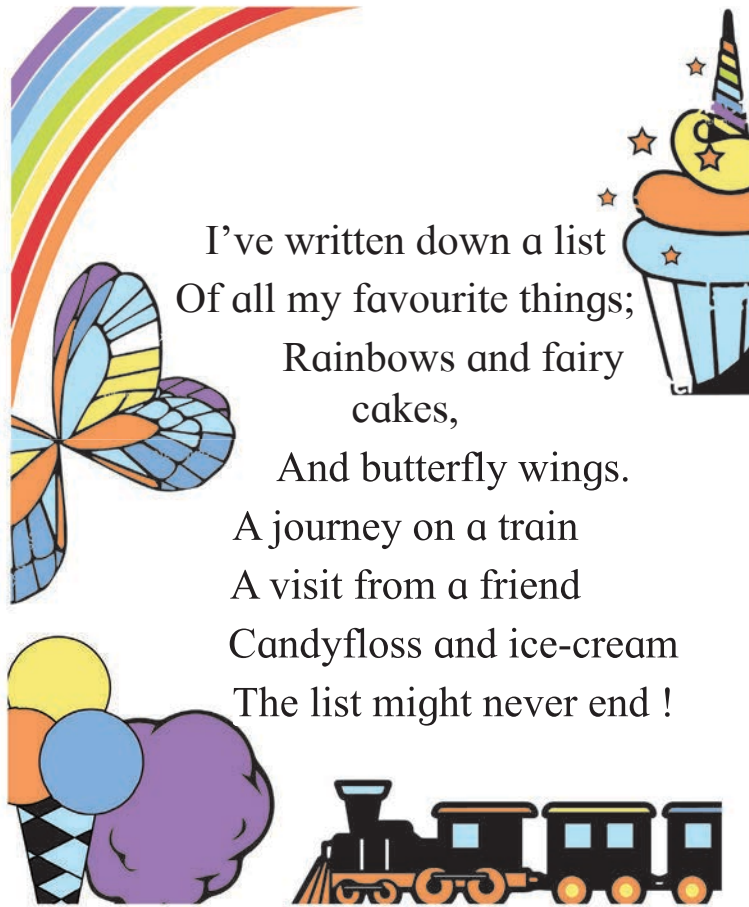 I’ve written down a list
Of all my favourite things;
Rainbows and fairy
cakes,
And butterfly wings.
A journey on a train
A visit from a friend
Candyfloss and ice-cream
The list might never end !